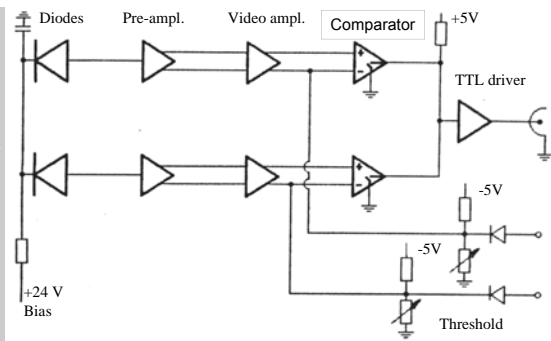 Diodes
Pre-ampl.
Video ampl.
Comparator
+5V
TTL driver
+
−
+
−
-5V
-5V
+24 V
Bias
Threshold